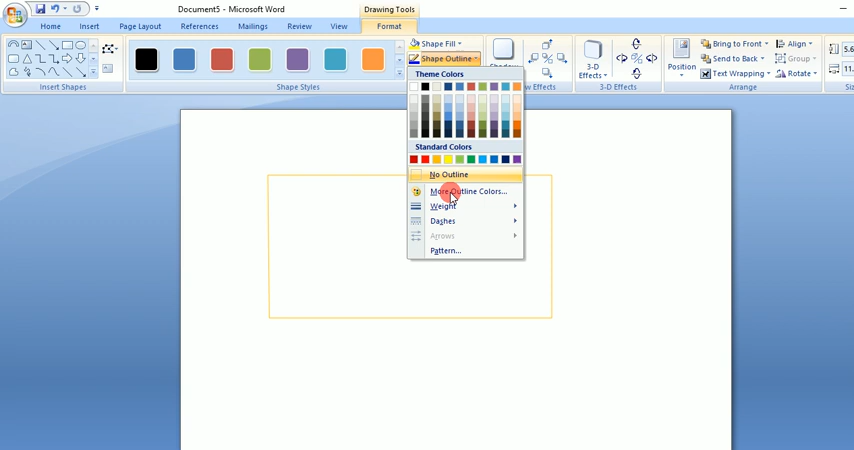 Document5 - Microsoft Word
Drawing Tools
Home
Insert
Page Layout
References
Mailings
Review
View
Format
Shape Fill
Shape Outline
3-D
Effects
Position
Bring to Front
Send to Back
Text Wrapping
Align
Group
Rotate
Insert Shapes
Shape Styles
3-D Effects
Arrange
Theme Colors
Standard Colors
No Outline
More Outline Colors...
Weight
Dashes
Arrows
Pattern...